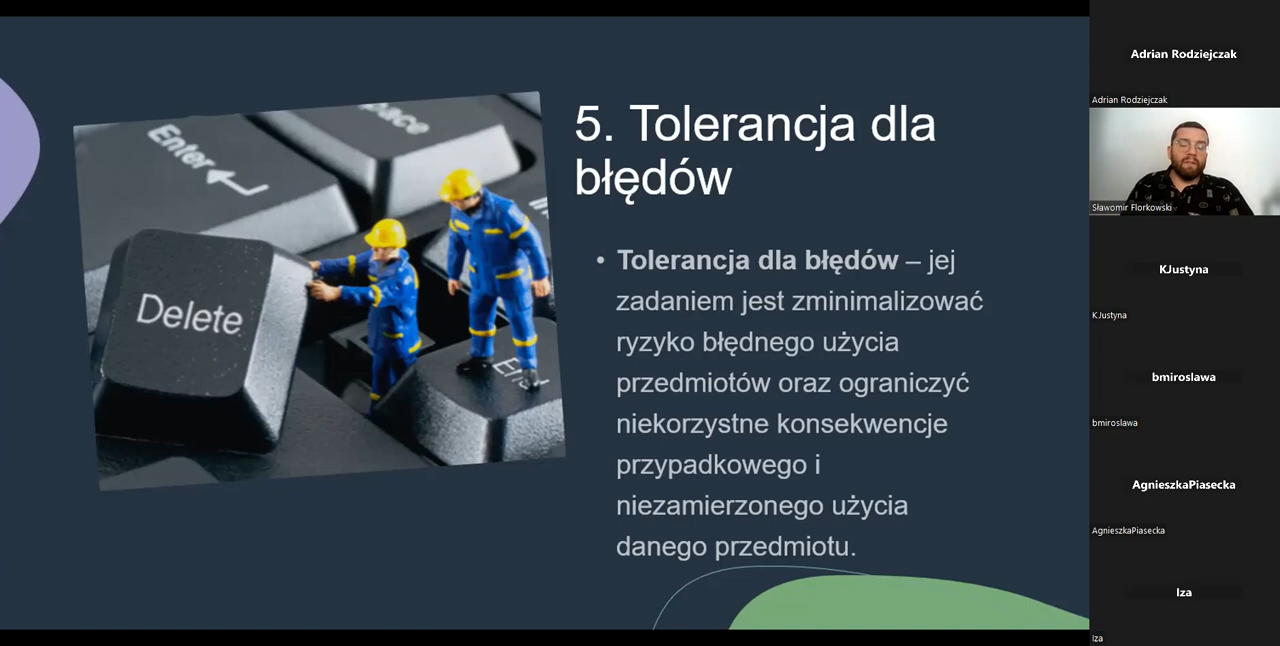 5. Tolerancja dla
błędów
• Tolerancja dla błędów – jej
zadaniem jest zminimalizować
ryzyko błędnego użycia
przedmiotów oraz ograniczyć
niekorzystne konsekwencje
przypadkowego i
niezamierzonego użycia
danego przedmiotu.
Enter
Delete
Adrian Rodziejczak
Adrian Rodziejczak
Sławomir Florkowski
KJustyna
KJustyna
bmiroslawa
bmiroslawa
AgnieszkaPiasecka
AgnieszkaPiasecka
Iza
Iza